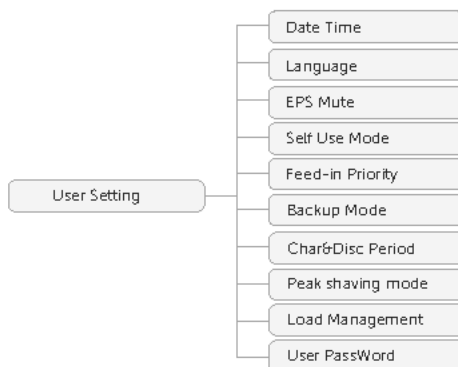 Date Time
Language
EPS Mute
Self Use Mode
Feed-in Priority
User Setting
Backup Mode
Char&Disc Period
Peak shaving mode
Load Management
User PassWord